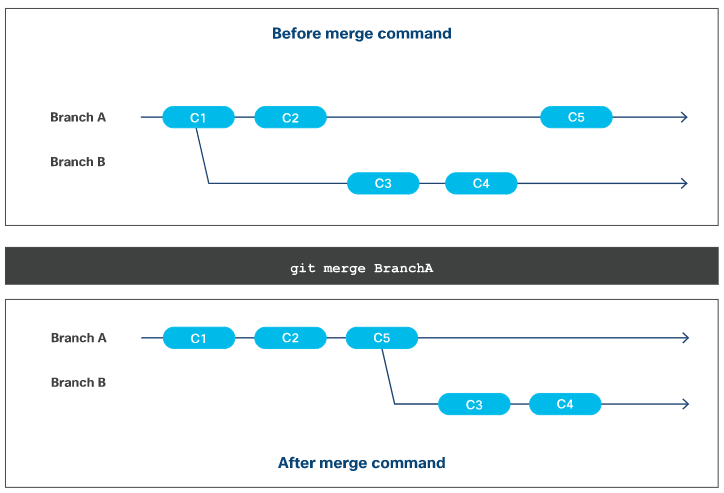 Before merge command
Branch A
C1
C2
C5
Branch B
C3
C4
git merge BranchA
Branch A
C1
C2
C5
Branch B
C3
C4
After merge command